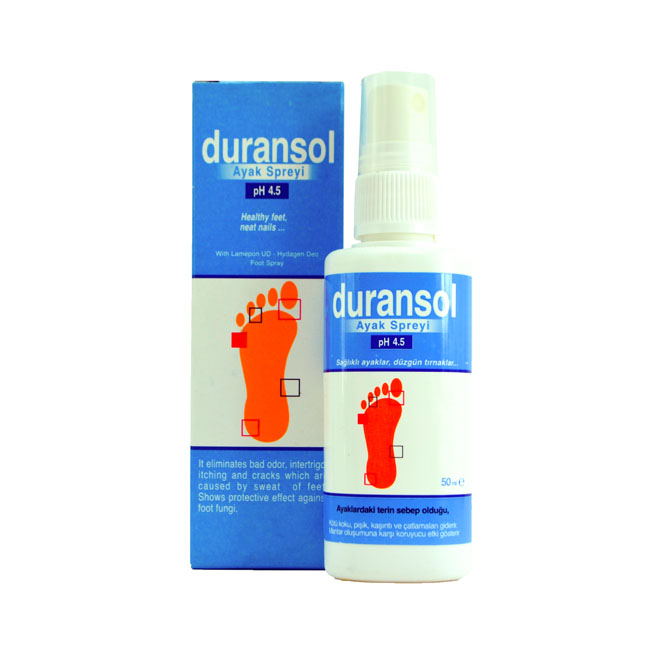 duransol
Ayak Spreyi
pH 4.5
Healthy feet,
neat nails ...
With Lamepon UD - Hydagen Deo
Foot Spray
It eliminates bad odor, intertrigo
itching and cracks which are
caused by sweat of feet
Shows protective effect against
foot fungi.
duransol
Ayak Spreyi
pH 4.5
Sağlıklı ayaklar, düzgün tırnaklar...
50 ml ℮
Ayaklardaki terin sebep olduğu,
Kötü koku, pişik, kaşıntı ve çatlamaları giderir.
Mantar oluşumuna karşı koruyucu etki gösterir.